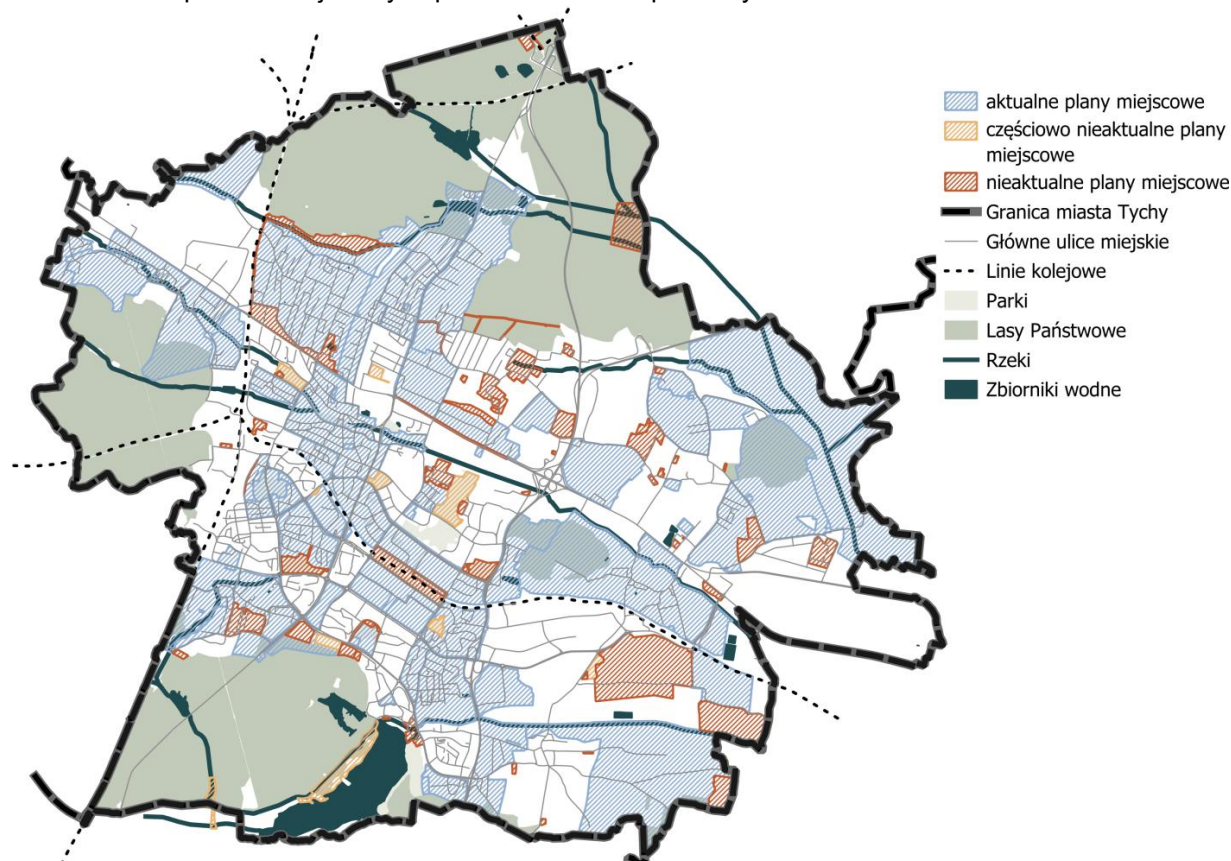 aktualne plany miejscowe
częściowo nieaktualne plany
miejscowe
nieaktualne plany miejscowe
Granica miasta Tychy
Główne ulice miejskie
Linie kolejowe
Parki
Lasy Państwowe
Rzeki
Zbiorniki wodne